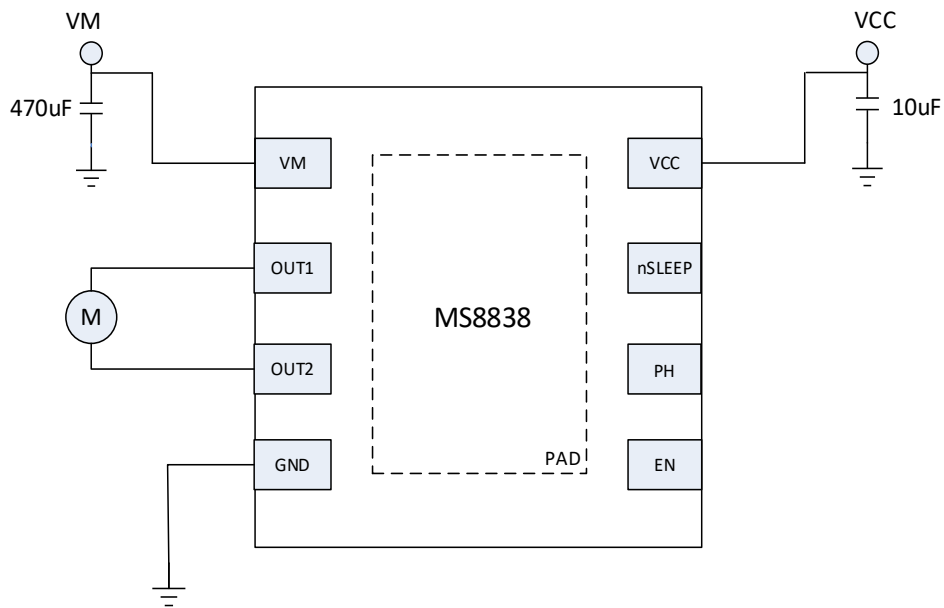 VM
VCC
470uF
10uF
VM
VCC
OUT1
nSLEEP
M
MS8838
OUT2
PH
GND
PAD
EN